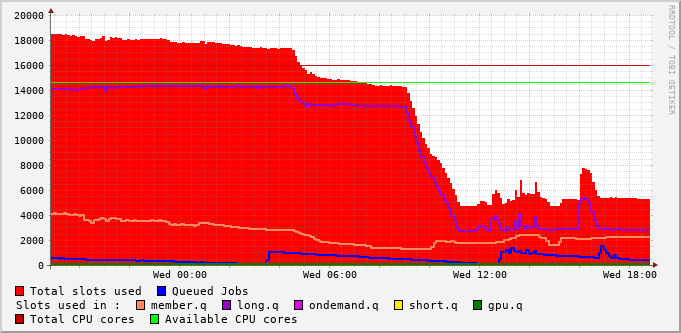 20000
18000
16000
14000
12000
10000
8000
6000
4000
2000
0
Wed 00:00 Wed 06:00 Wed 12:00 Wed 18:00
RRDTOOL / TOBI OETIKER
Total slots used Queued Jobs
Slots used in : member.q long.q ondemand.q short.q gpu.q
Total CPU cores Available CPU cores